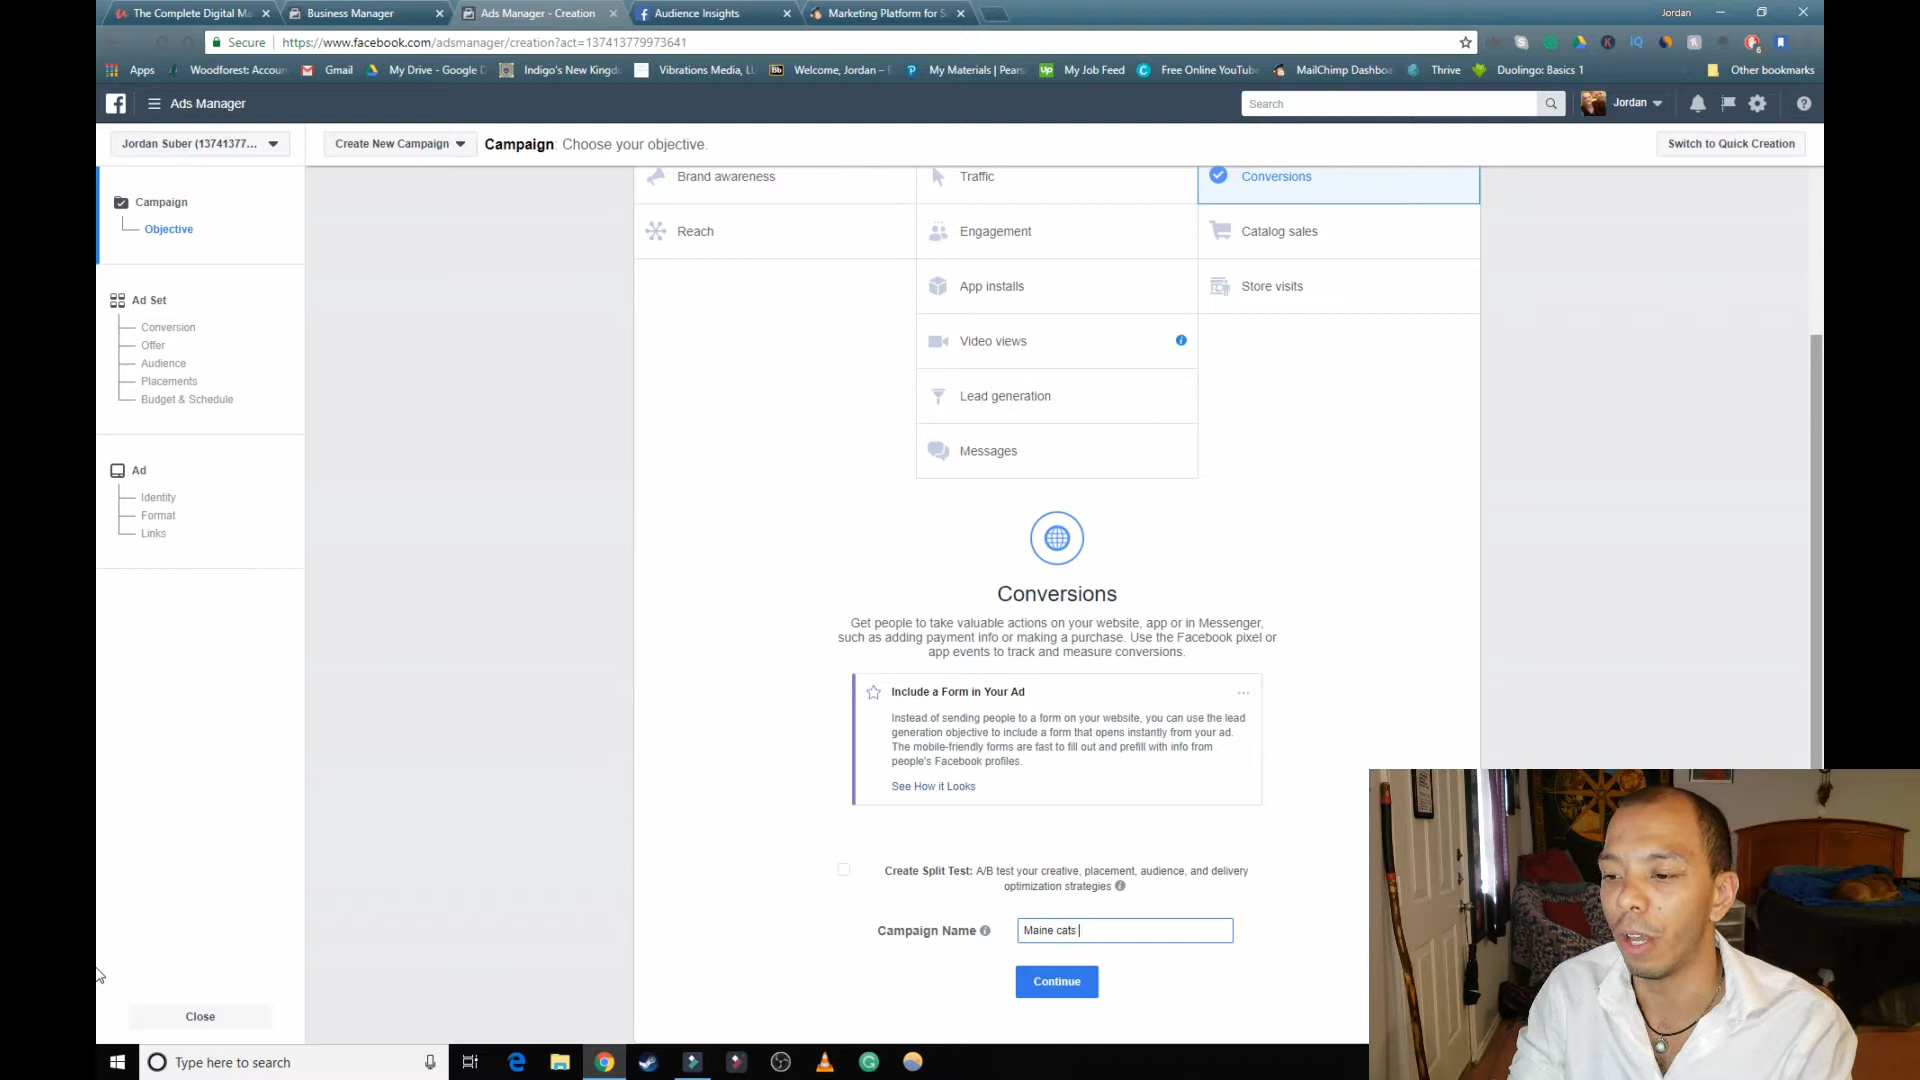 The Complete Digital Ma
Business Manager
Ads Manager - Creation
Audience Insights
Marketing Platform for S
Jordan
Secure
https://www.facebook.com/adsmanager/creation?act=137413779973641
Apps
Woodforest: Accoun
Gmail
My Drive - Google D
Indigo's New Kingd
Vibrations Media, LL
Bb
Welcome, Jordan –
My Materials | Pears
up
My Job Feed
Free Online YouTub
MailChimp Dashbo
Thrive
Duolingo: Basics 1
Other bookmarks
Ads Manager
Search
Jordan
Jordan Suber (13741377...
Create New Campaign
Campaign: Choose your objective.
Switch to Quick Creation
Campaign
Objective
Ad Set
Conversion
Offer
Audience
Placements
Budget & Schedule
Ad
Identity
Format
Links
Close
Brand awareness
Traffic
Conversions
Reach
Engagement
Catalog sales
App installs
Store visits
Video views
Lead generation
Messages
Conversions
Get people to take valuable actions on your website, app or in Messenger,
such as adding payment info or making a purchase. Use the Facebook pixel or
app events to track and measure conversions.
Include a Form in Your Ad
Instead of sending people to a form on your website, you can use the lead
generation objective to include a form that opens instantly from your ad.
The mobile-friendly forms are fast to fill out and prefill with info from
people's Facebook profiles.
See How it Looks
Create Split Test: A/B test your creative, placement, audience, and delivery
optimization strategies
Campaign Name
Maine cats
Continue
Type here to search